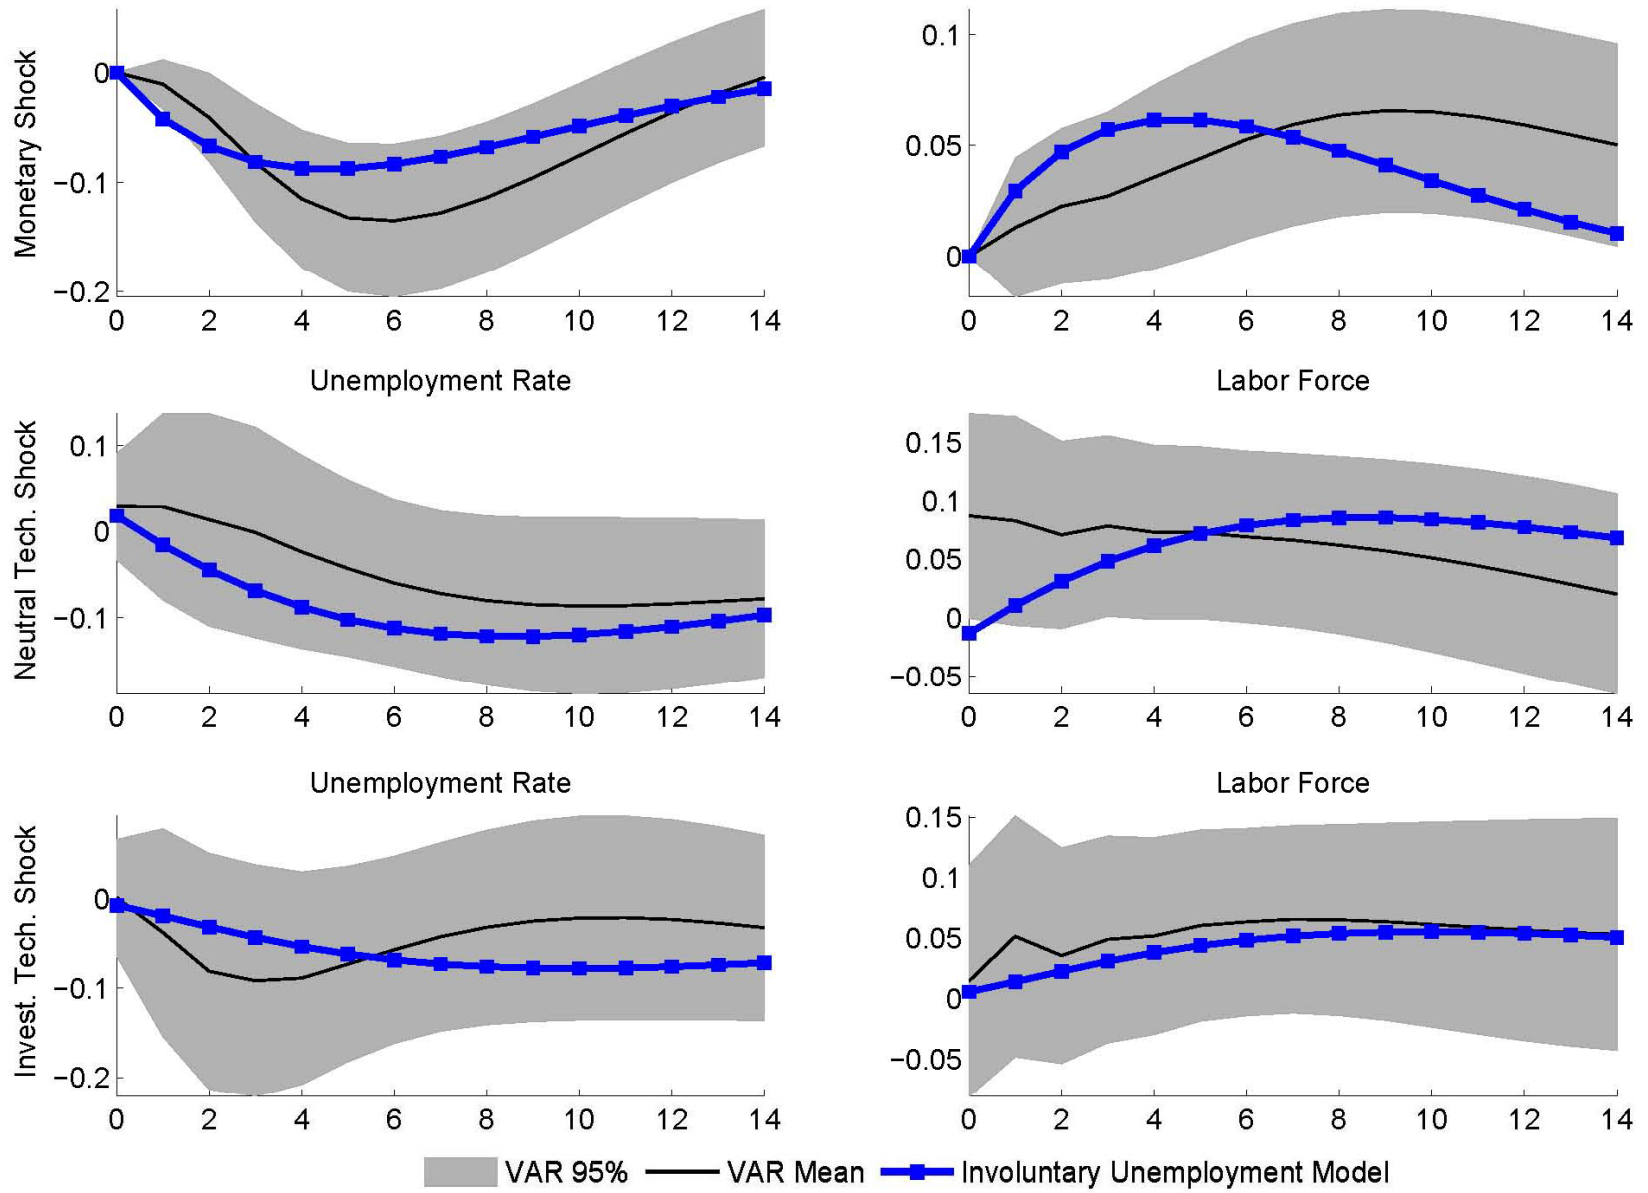 Monetary Shock
0
−0.1
−0.2
0 2 4 6 8 10 12 14
0.1
0.05
0
0 2 4 6 8 10 12 14
Unemployment Rate
Labor Force
Neutral Tech. Shock
0.1
0
−0.1
0 2 4 6 8 10 12 14
0.15
0.1
0.05
0
−0.05
0 2 4 6 8 10 12 14
Unemployment Rate
Labor Force
Invest. Tech. Shock
0
−0.1
−0.2
0 2 4 6 8 10 12 14
0.15
0.1
0.05
0
−0.05
0 2 4 6 8 10 12 14
VAR 95% VAR Mean Involuntary Unemployment Model